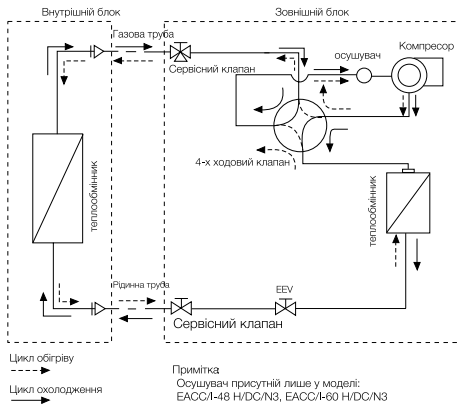 Внутрішній блок
Зовнішній блок
Газова труба
Сервісний клапан
осушувач
Компресор
4-х ходовий клапан
теплообмінник
теплообмінник
Рідинна труба
EEV
Сервісний клапан
Цикл обігріву
Цикл охолодження
Примітка:
Осушувач присутній лише у моделі:
EACC/I-48 H/DC/N3, EACC/I-60 H/DC/N3